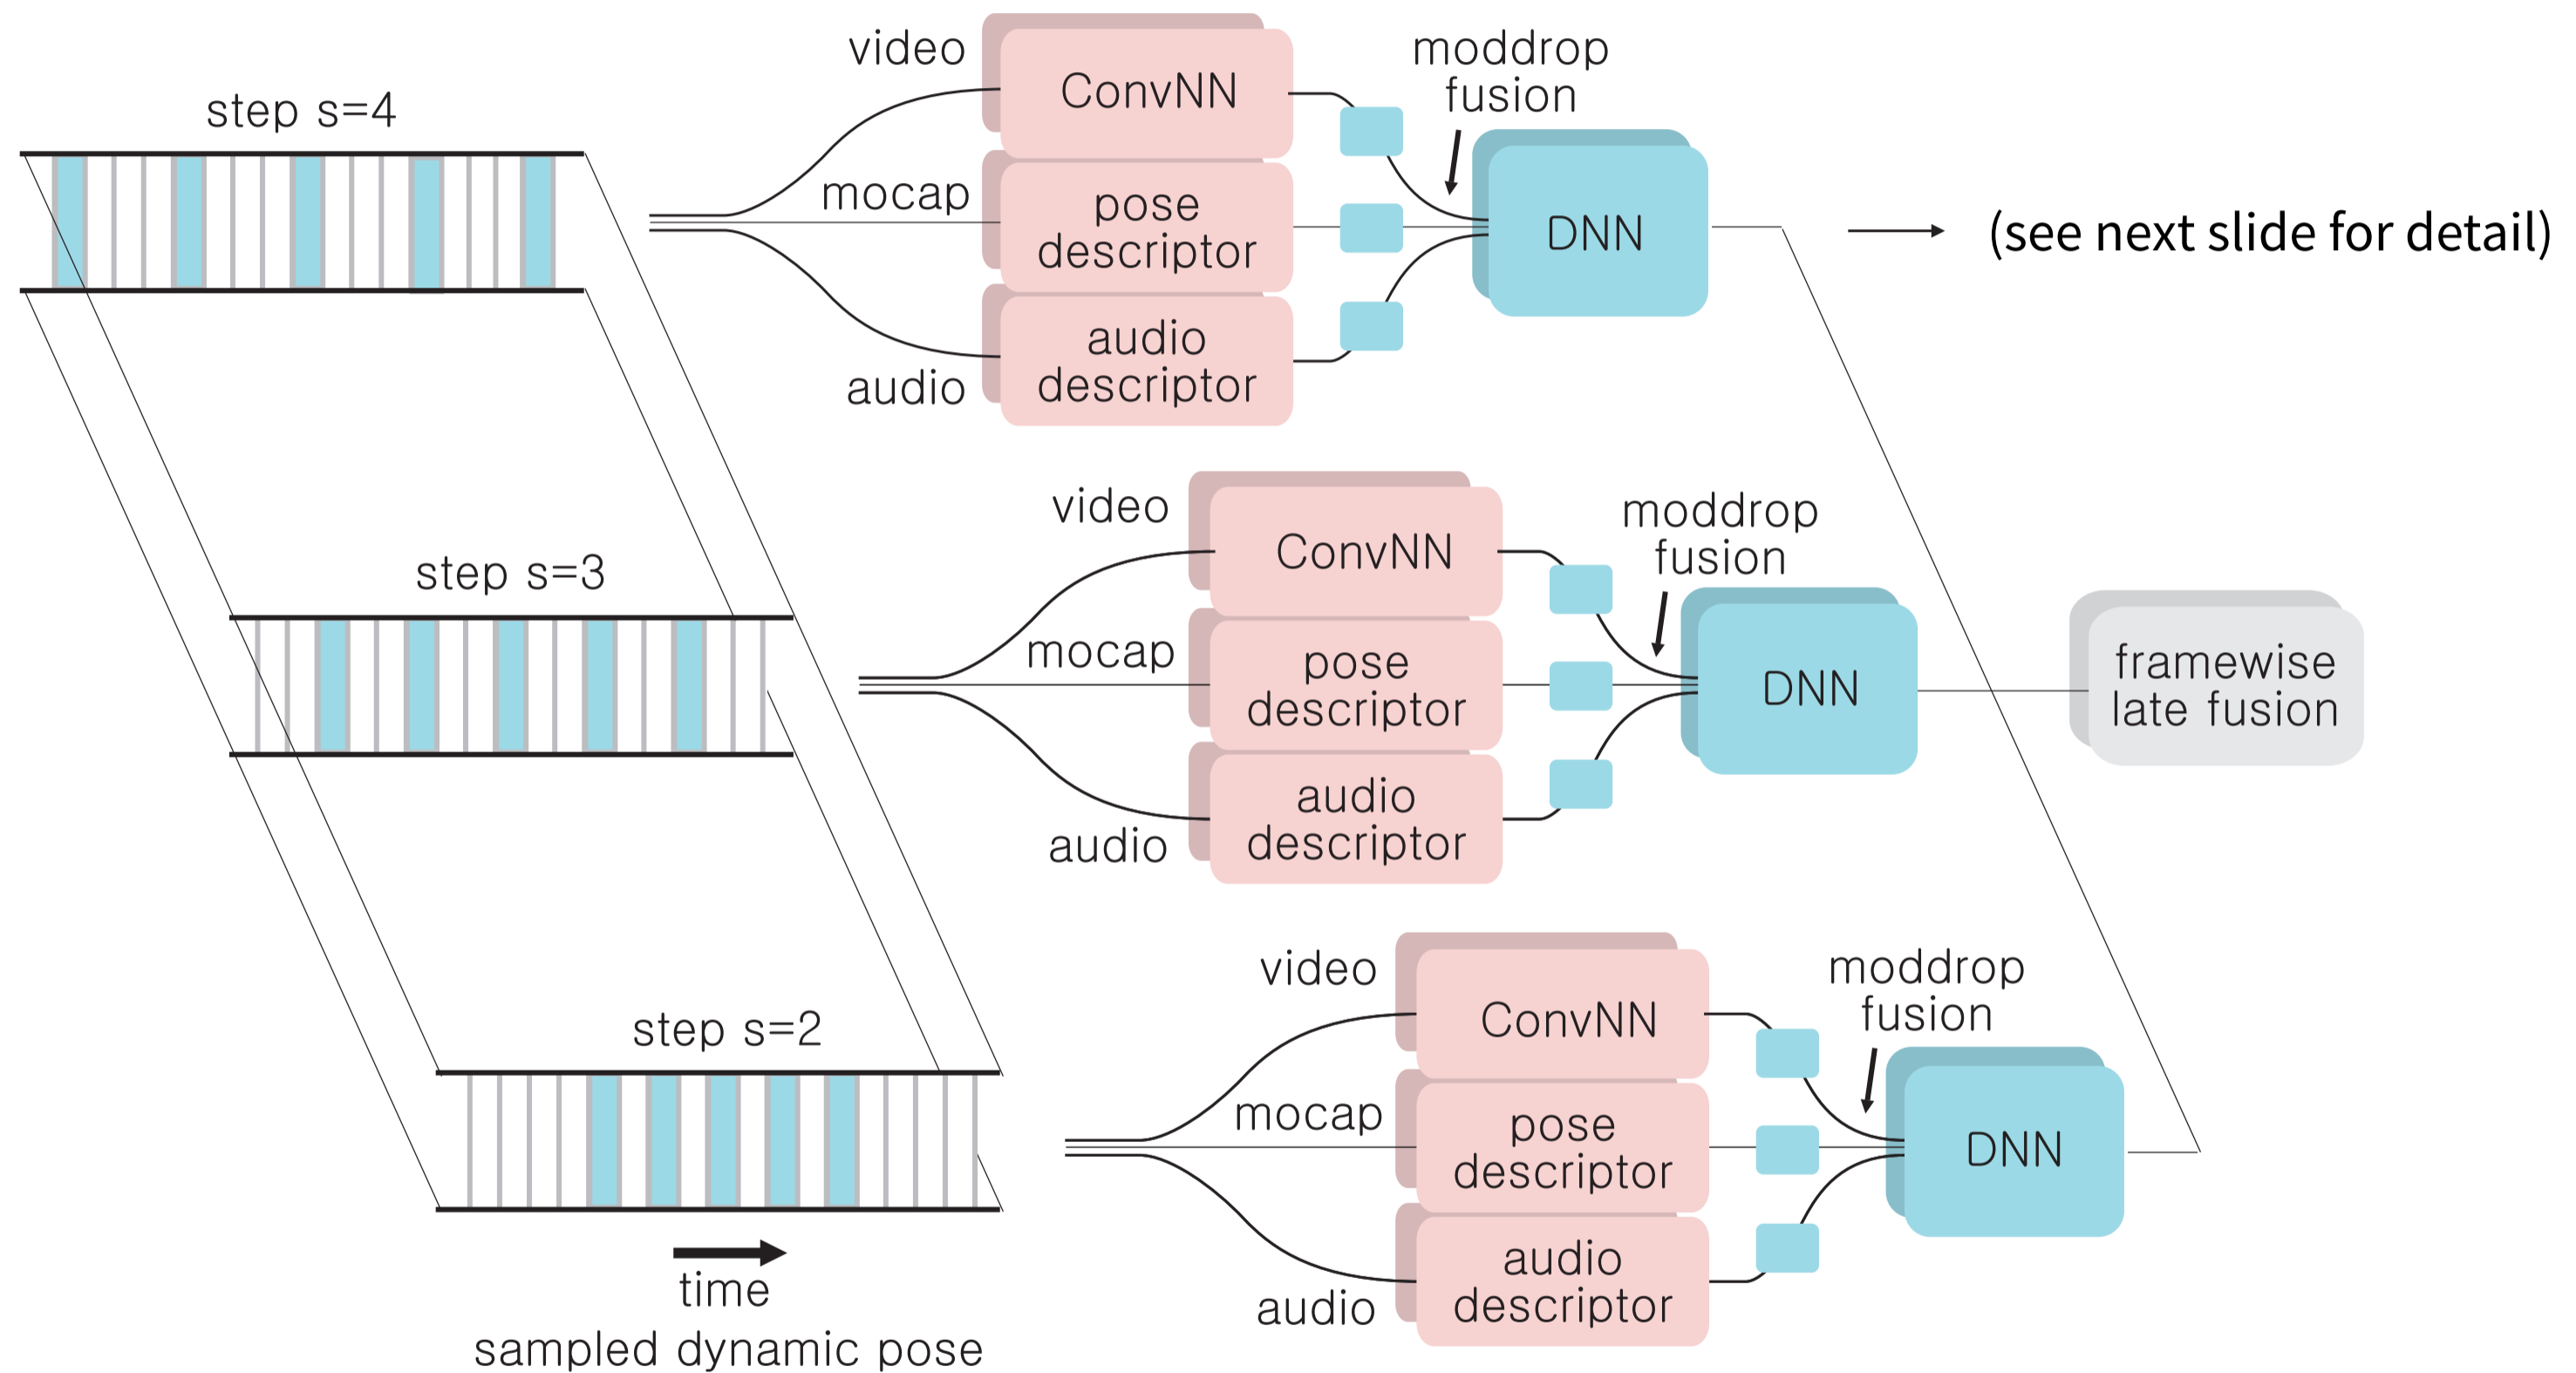 step s=4
video
mocap
audio
ConvNN
pose
descriptor
audio
descriptor
moddrop
fusion
DNN
(see next slide for detail)
step s=3
video
mocap
audio
ConvNN
pose
descriptor
audio
descriptor
moddrop
fusion
DNN
framewise
late fusion
step s=2
video
mocap
audio
ConvNN
pose
descriptor
audio
descriptor
moddrop
fusion
DNN
time
sampled dynamic pose